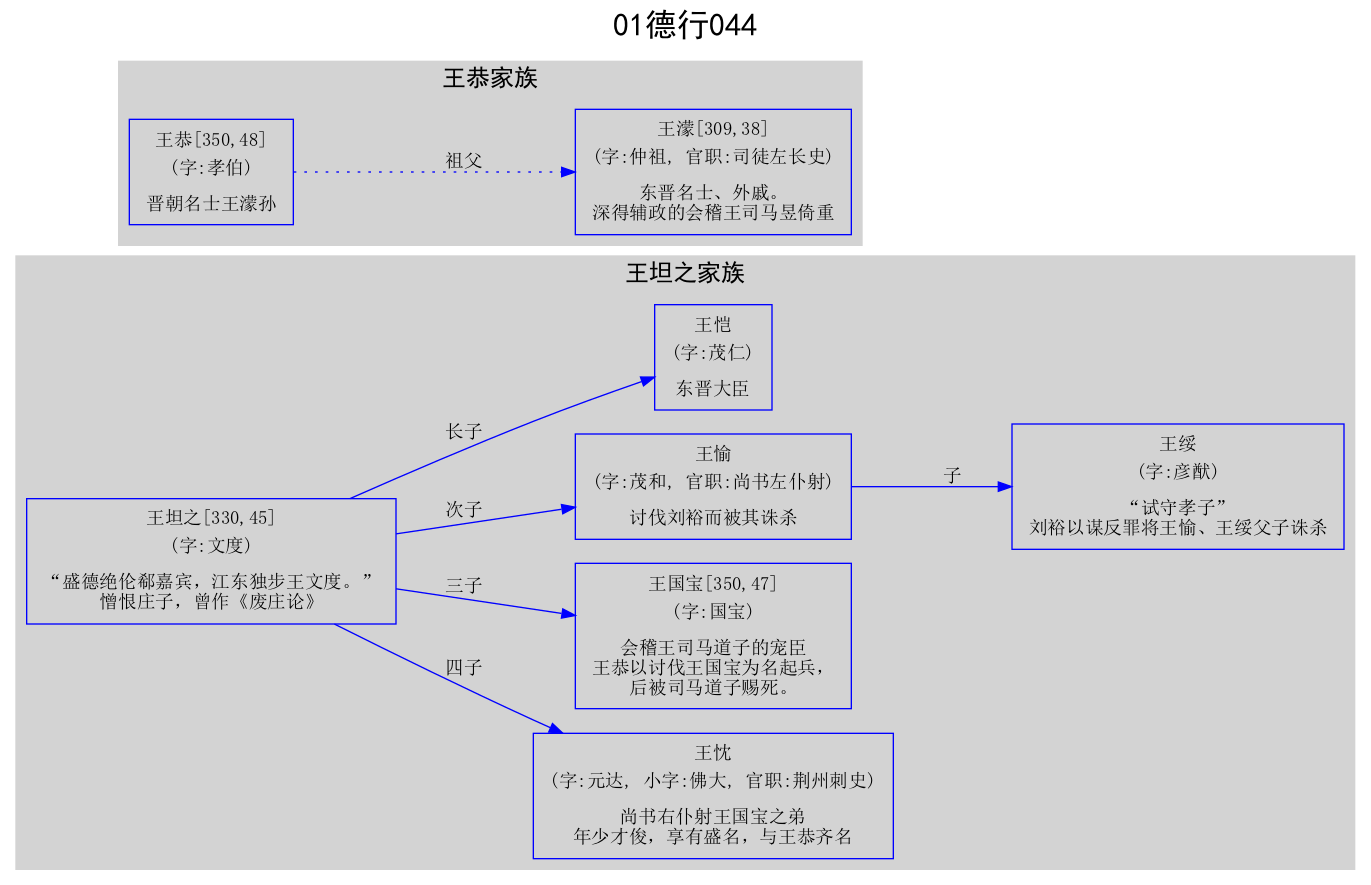 01德行044
王恭家族
王恭[350,48]
(字:孝伯)
晋朝名士王濛孙
祖父
王濛[309,38]
(字:仲祖, 官职:司徒左长史)
东晋名士、外戚。
深得辅政的会稽王司马昱倚重
王坦之家族
王坦之[330,45]
(字:文度)
“盛德绝伦郗嘉宾，江东独步王文度。”
憎恨庄子，曾作《废庄论》
长子
王恺
(字:茂仁)
东晋大臣
次子
王愉
(字:茂和, 官职:尚书左仆射)
讨伐刘裕而被其诛杀
子
王绥
(字:彦猷)
“试守孝子”
刘裕以谋反罪将王愉、王绥父子诛杀
三子
王国宝[350,47]
(字:国宝)
会稽王司马道子的宠臣
王恭以讨伐王国宝为名起兵，
后被司马道子赐死。
四子
王忱
(字:元达, 小字:佛大, 官职:荆州刺史)
尚书右仆射王国宝之弟
年少才俊，享有盛名，与王恭齐名